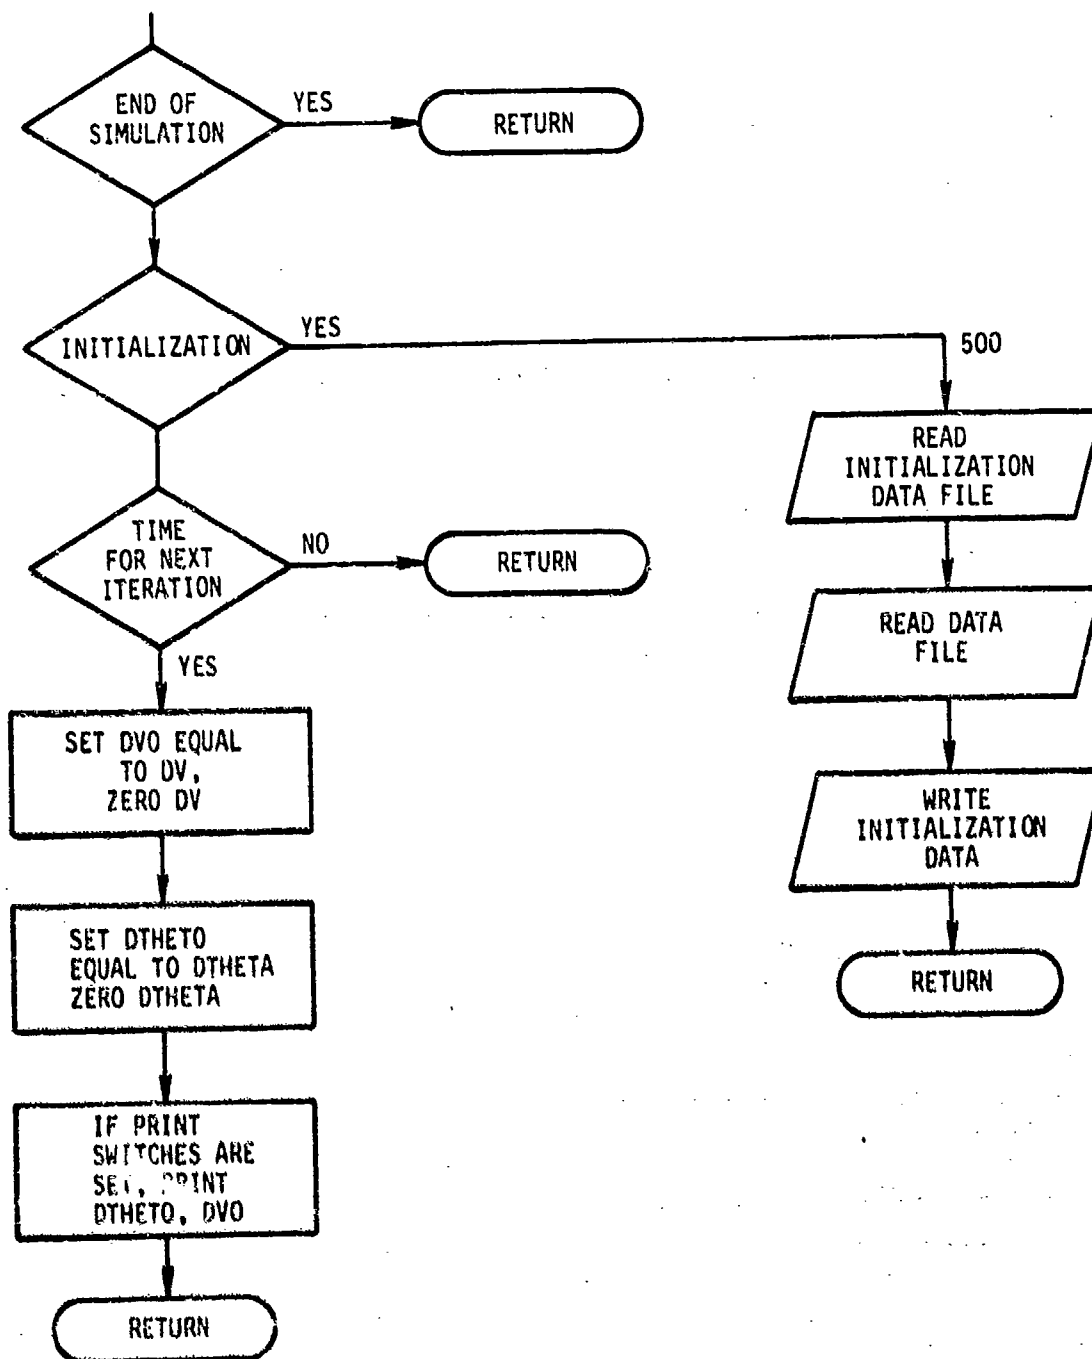 END OF
SIMULATION
YES
RETURN
INITIALIZATION
YES
500
READ
INITIALIZATION
DATA FILE
TIME
FOR NEXT
ITERATION
NO
RETURN
YES
READ DATA
FILE
SET DVO EQUAL
TO DV,
ZERO DV
WRITE
INITIALIZATION
DATA
SET DTHETO
EQUAL TO DTHETA
ZERO DTHETA
RETURN
IF PRINT
SWITCHES ARE
SET, PRINT
DTHETO, DVO
RETURN